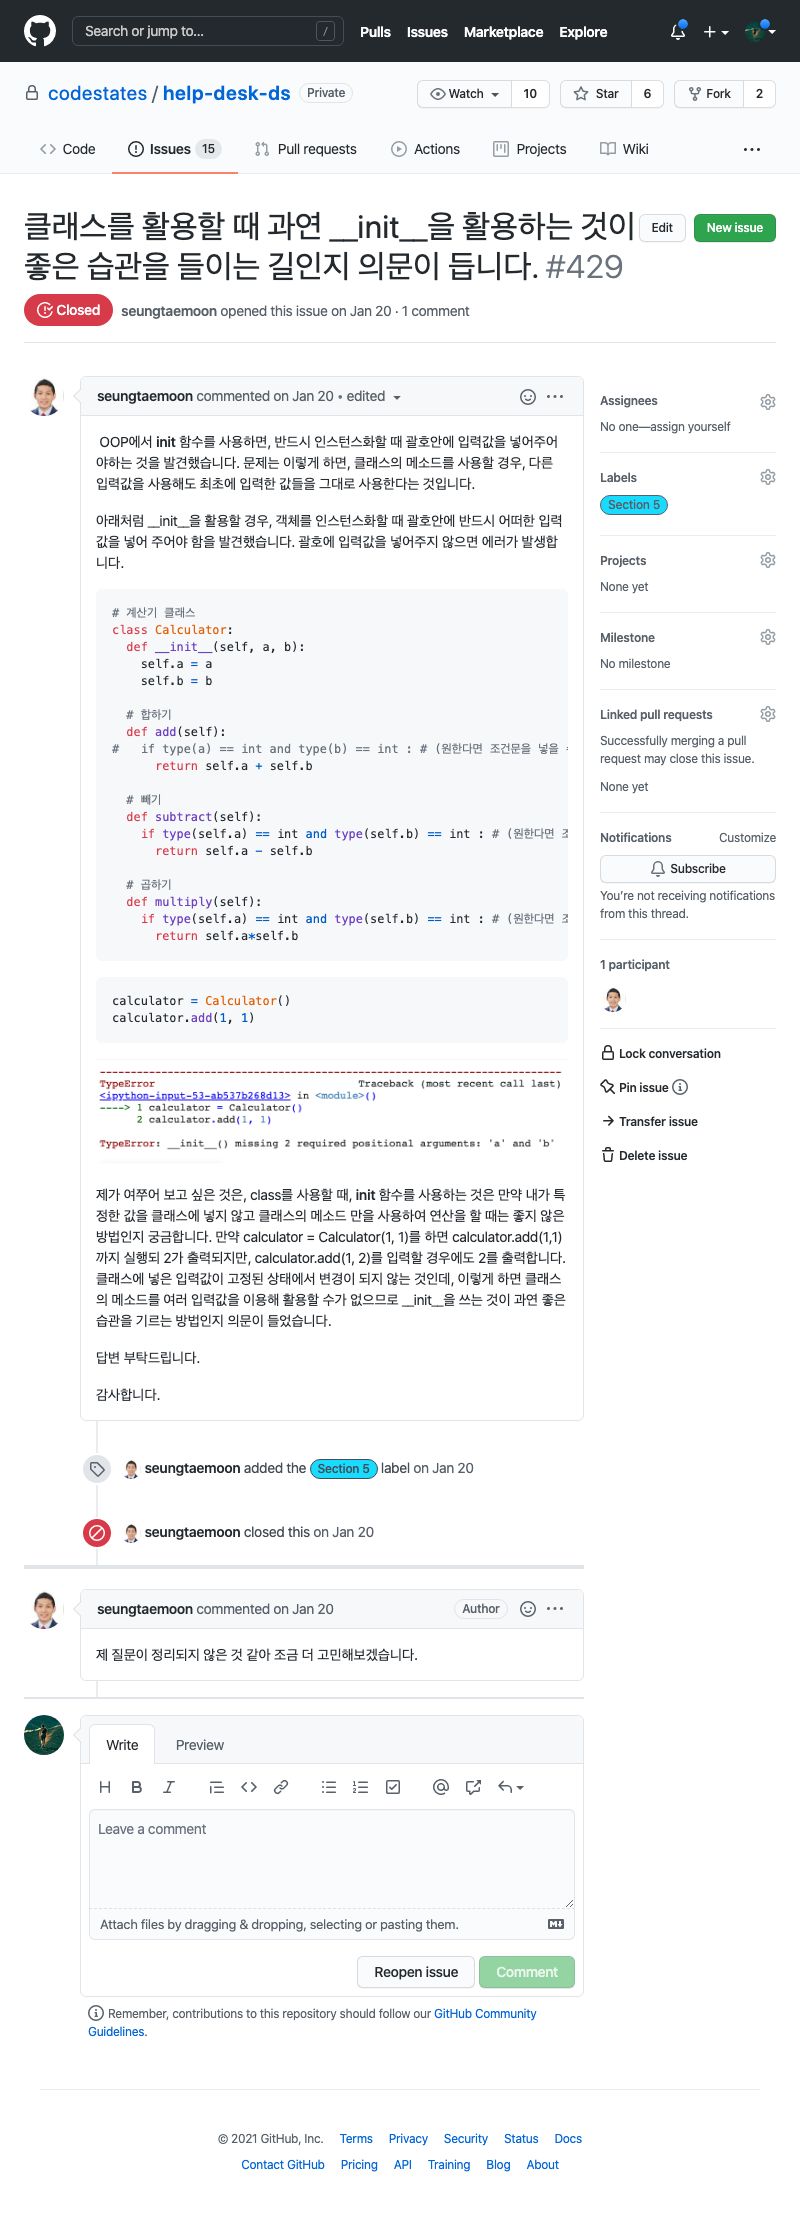 Search or jump to...
/
Pulls Issues Marketplace Explore
codestates / help-desk-ds Private
Watch 10 Star 6 Fork 2
Code Issues 15 Pull requests Actions Projects Wiki
클래스를 활용할 때 과연 __init__을 활용하는 것이
좋은 습관을 들이는 길인지 의문이 듭니다. #429
Edit New issue
Closed seungtaemoon opened this issue on Jan 20 · 1 comment
seungtaemoon commented on Jan 20 • edited
OOP에서 init 함수를 사용하면, 반드시 인스턴스화할 때 괄호안에 입력값을 넣어주어
야하는 것을 발견했습니다. 문제는 이렇게 하면, 클래스의 메소드를 사용할 경우, 다른
입력값을 사용해도 최초에 입력한 값들을 그대로 사용한다는 것입니다.
아래처럼 __init__을 활용할 경우, 객체를 인스턴스화할 때 괄호안에 반드시 어떠한 입력
값을 넣어 주어야 함을 발견했습니다. 괄호에 입력값을 넣어주지 않으면 에러가 발생합
니다.
# 계산기 클래스
class Calculator:
  def __init__(self, a, b):
    self.a = a
    self.b = b
  # 합하기
  def add(self):
#   if type(a) == int and type(b) == int : # (원한다면 조건문을 넣을
      return self.a + self.b
  # 빼기
  def subtract(self):
    if type(self.a) == int and type(self.b) == int : # (원한다면
      return self.a - self.b
  # 곱하기
  def multiply(self):
    if type(self.a) == int and type(self.b) == int : # (원한다면
      return self.a*self.b
calculator = Calculator()
calculator.add(1, 1)
---------------------------------------------------------------------------
TypeError Traceback (most recent call last)
<ipython-input-53-ab537b268d13> in <module>()
----> 1 calculator = Calculator()
      2 calculator.add(1, 1)
TypeError: __init__() missing 2 required positional arguments: 'a' and 'b'
제가 여쭈어 보고 싶은 것은, class를 사용할 때, init 함수를 사용하는 것은 만약 내가 특
정한 값을 클래스에 넣지 않고 클래스의 메소드 만을 사용하여 연산을 할 때는 좋지 않은
방법인지 궁금합니다. 만약 calculator = Calculator(1, 1)를 하면 calculator.add(1,1)
까지 실행되 2가 출력되지만, calculator.add(1, 2)를 입력할 경우에도 2를 출력합니다.
클래스에 넣은 입력값이 고정된 상태에서 변경이 되지 않는 것인데, 이렇게 하면 클래스
의 메소드를 여러 입력값을 이용해 활용할 수가 없으므로 __init__을 쓰는 것이 과연 좋은
습관을 기르는 방법인지 의문이 들었습니다.
답변 부탁드립니다.
감사합니다.
seungtaemoon added the Section 5 label on Jan 20
seungtaemoon closed this on Jan 20
seungtaemoon commented on Jan 20 Author
제 질문이 정리되지 않은 것 같아 조금 더 고민해보겠습니다.
Write Preview
H B I
Leave a comment
Attach files by dragging & dropping, selecting or pasting them.
Reopen issue Comment
Remember, contributions to this repository should follow our GitHub Community
Guidelines.
Assignees
No one—assign yourself
Labels
Section 5
Projects
None yet
Milestone
No milestone
Linked pull requests
Successfully merging a pull
request may close this issue.
None yet
Notifications Customize
Subscribe
You're not receiving notifications
from this thread.
1 participant
Lock conversation
Pin issue
Transfer issue
Delete issue
© 2021 GitHub, Inc. Terms Privacy Security Status Docs
Contact GitHub Pricing API Training Blog About